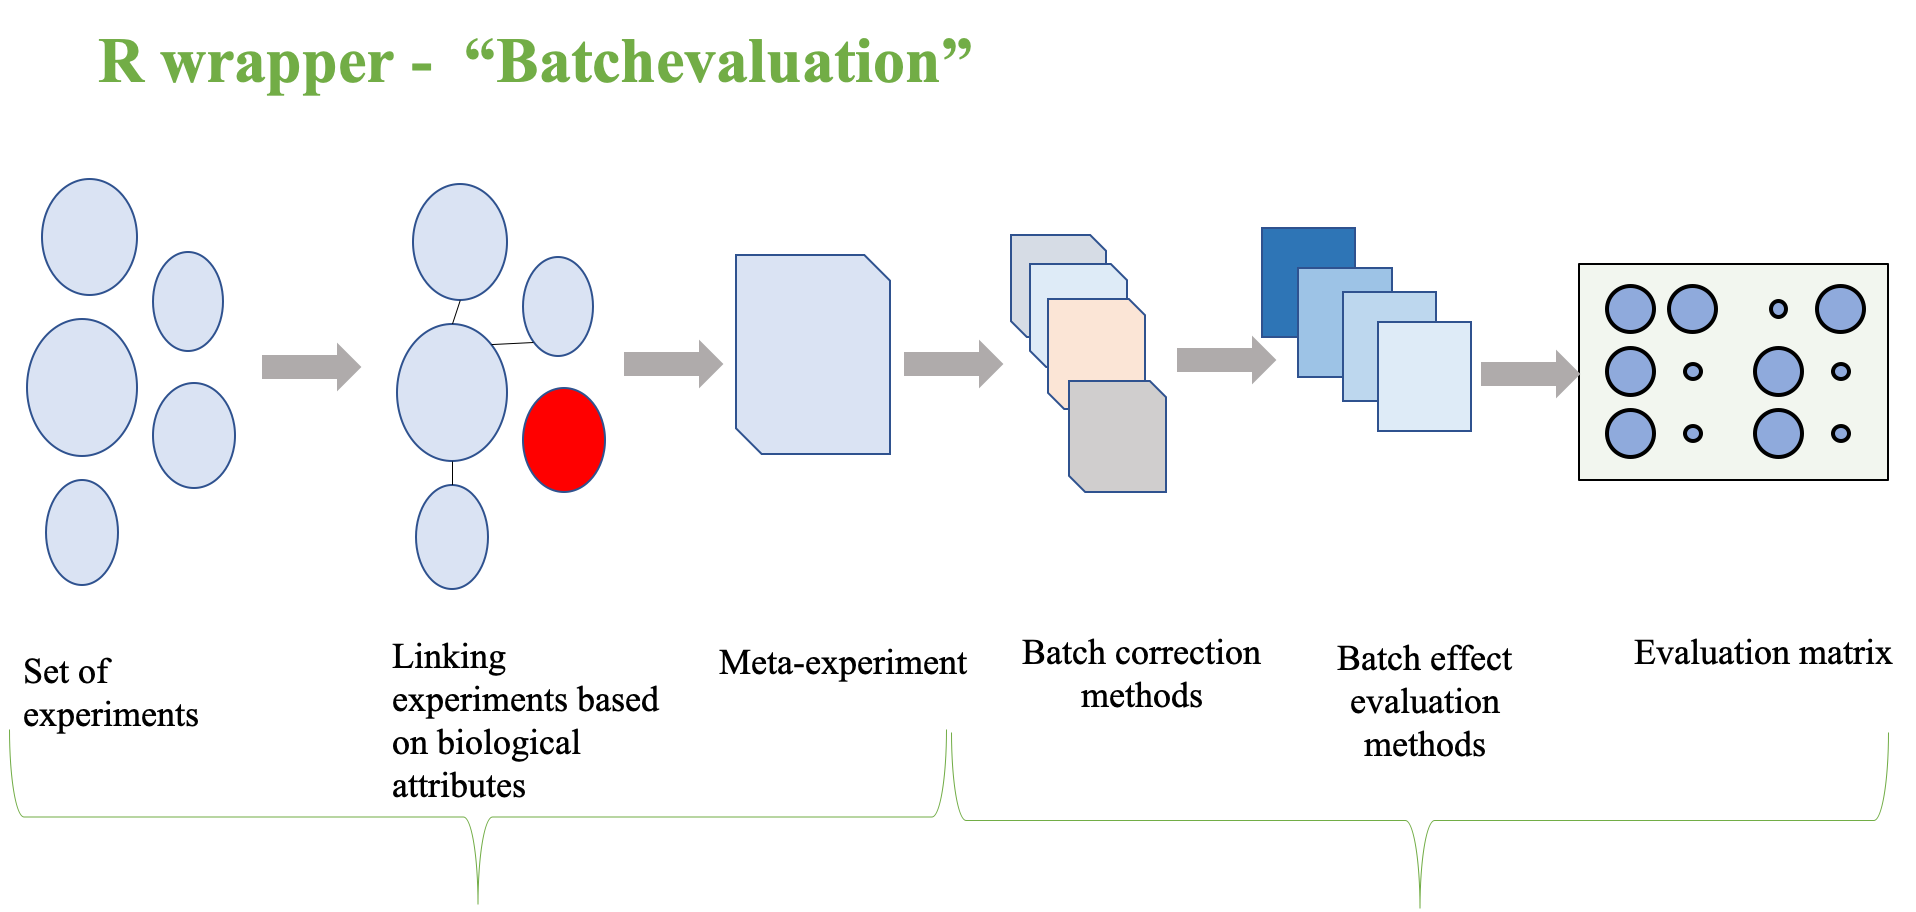 R wrapper - “Batchevaluation”
Set of
experiments
Linking
experiments based
on biological
attributes
Meta-experiment
Batch correction
methods
Batch effect
evaluation
methods
Evaluation matrix